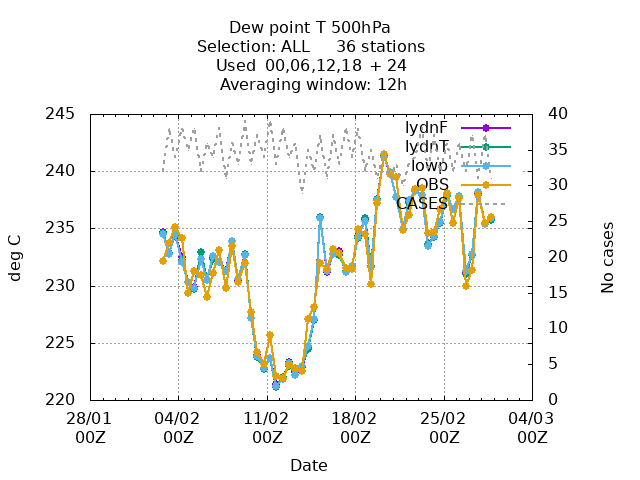 Dew point T 500hPa
Selection: ALL 36 stations
Used 00,06,12,18 + 24
Averaging window: 12h
245
240
235
230
225
220
40
35
30
25
20
15
10
5
0
deg C
No cases
lydnF
lydnT
lowp
OBS
CASES
28/01 04/02 11/02 18/02 25/02 04/03
00Z 00Z 00Z 00Z 00Z 00Z
Date